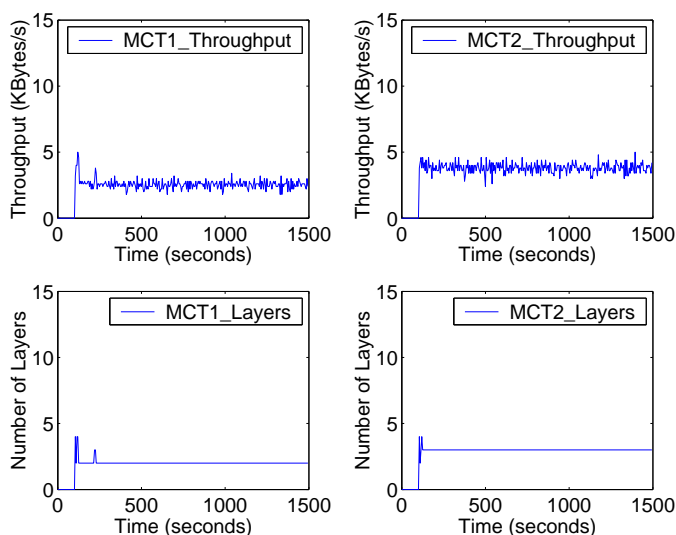 15
10
5
0
Throughput (KBytes/s)
MCT1_Throughput
0 500 1000 1500
Time (seconds)
15
10
5
0
Throughput (KBytes/s)
MCT2_Throughput
0 500 1000 1500
Time (seconds)
15
10
5
0
Number of Layers
MCT1_Layers
0 500 1000 1500
Time (seconds)
15
10
5
0
Number of Layers
MCT2_Layers
0 500 1000 1500
Time (seconds)